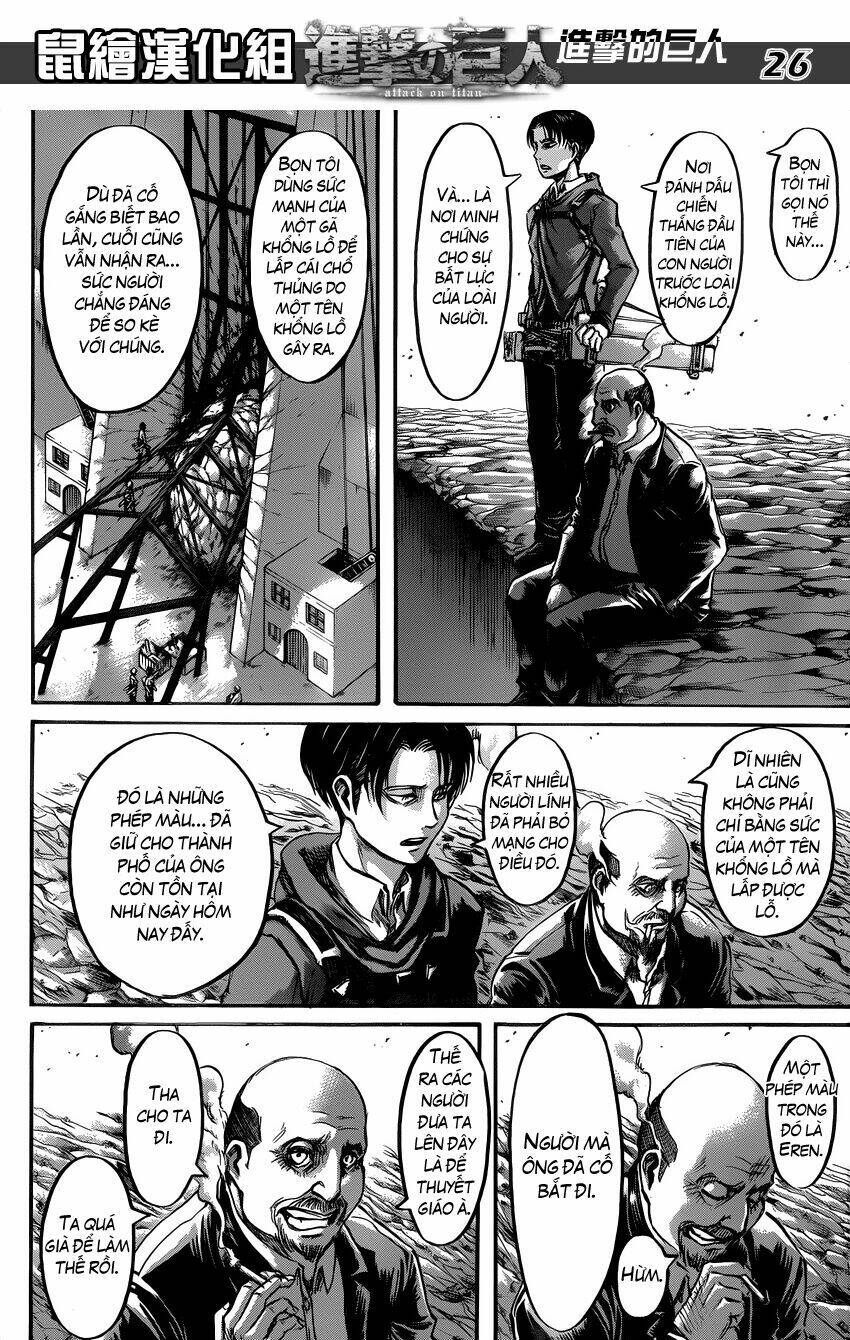 鼠繪漢化組
進撃の巨人
attack on titan
進擊的巨人
26
BỌN
TÔI THÌ
GỌI NÓ
THẾ
NÀY...
NƠI
ĐÁNH DẤU
CHIẾN
THẮNG ĐẦU
TIÊN CỦA
CON NGƯỜI
TRƯỚC LOÀI
KHỔNG LỒ.
VÀ... LÀ
NƠI MINH
CHỨNG
CHO SỰ
BẤT LỰC
CỦA LOÀI
NGƯỜI.
BỌN TÔI
DÙNG SỨC
MẠNH CỦA
MỘT GÃ
KHỔNG LỒ ĐỂ
LẤP CÁI CHỖ
THỦNG DO
MỘT TÊN
KHỔNG LỒ
GÂY RA.
DÙ ĐÃ CỐ
GẮNG BIẾT BAO
LẦN, CUỐI CŨNG
VẪN NHẬN RA...
SỨC NGƯỜI
CHẲNG ĐÁNG
ĐỂ SO KÈ
VỚI CHÚNG.
DĨ NHIÊN
LÀ CŨNG
KHÔNG PHẢI
CHỈ BẰNG SỨC
CỦA MỘT TÊN
KHỔNG LỒ MÀ
LẤP ĐƯỢC
LỖ.
RẤT NHIỀU
NGƯỜI LÍNH
ĐÃ PHẢI BỎ
MẠNG CHO
ĐIỀU ĐÓ.
ĐÓ LÀ NHỮNG
PHÉP MÀU... ĐÃ
GIỮ CHO THÀNH
PHỐ CỦA ÔNG
CÒN TỒN TẠI
NHƯ NGÀY HÔM
NAY ĐẤY.
MỘT
PHÉP MÀU
TRONG
ĐÓ LÀ
EREN.
NGƯỜI MÀ
ÔNG ĐÃ CỐ
BẮT ĐI.
HỪM.
THẾ
RA CÁC
NGƯỜI
ĐƯA TA
LÊN ĐÂY
LÀ ĐỂ
THUYẾT
GIÁO À.
THA
CHO TA
ĐI.
TA QUÁ
GIÀ ĐỂ LÀM
THẾ RỒI.